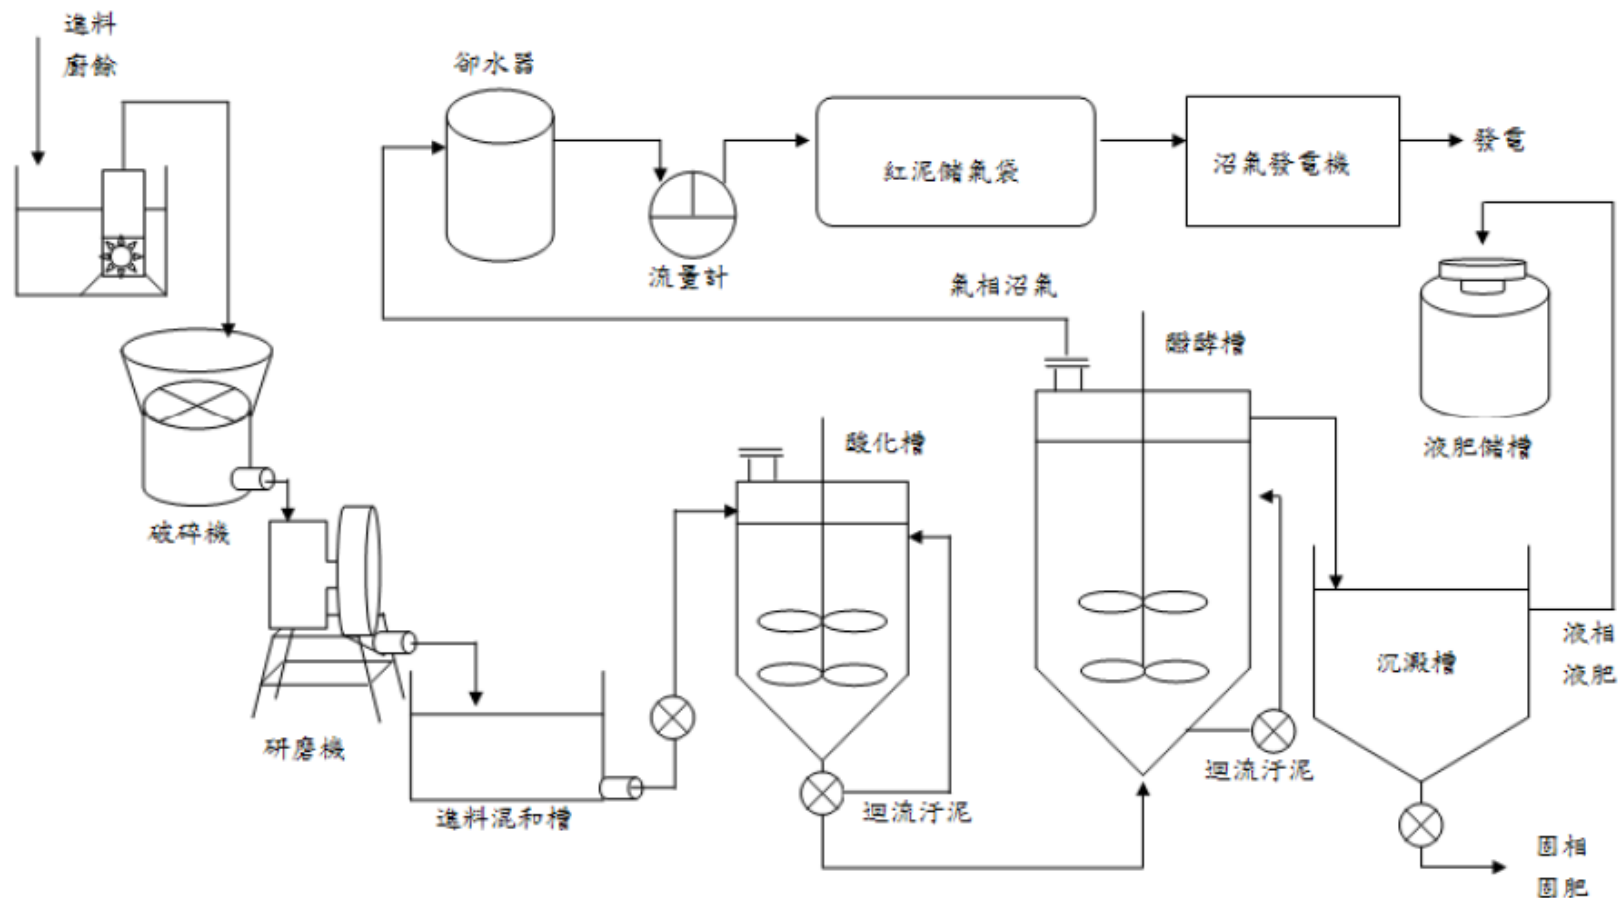 進料
廚餘
卻水器
紅泥儲氣袋
沼氣發電機
發電
流量計
氣相沼氣
醱酵槽
酸化槽
液肥儲槽
破碎機
液相
液肥
沉澱槽
研磨機
迴流汙泥
進料混和槽
迴流汙泥
固相
固肥